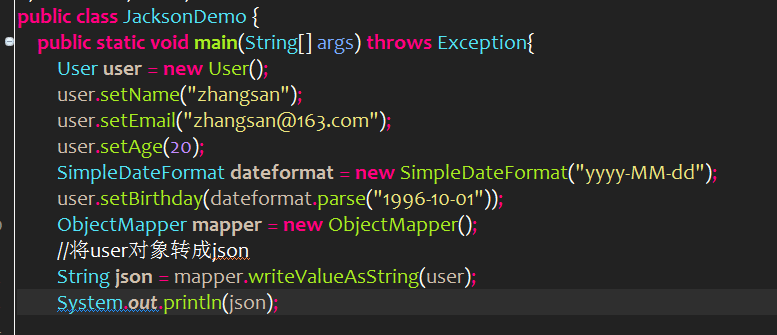 public class JacksonDemo {
public static void main(String[] args) throws Exception{
User user = new User();
user.setName("zhangsan");
user.setEmail("zhangsan@163.com");
user.setAge(20);
SimpleDateFormat dateformat = new SimpleDateFormat("yyyy-MM-dd");
user.setBirthday(dateformat.parse("1996-10-01"));
ObjectMapper mapper = new ObjectMapper();
//将user对象转成json
String json = mapper.writeValueAsString(user);
System.out.println(json);